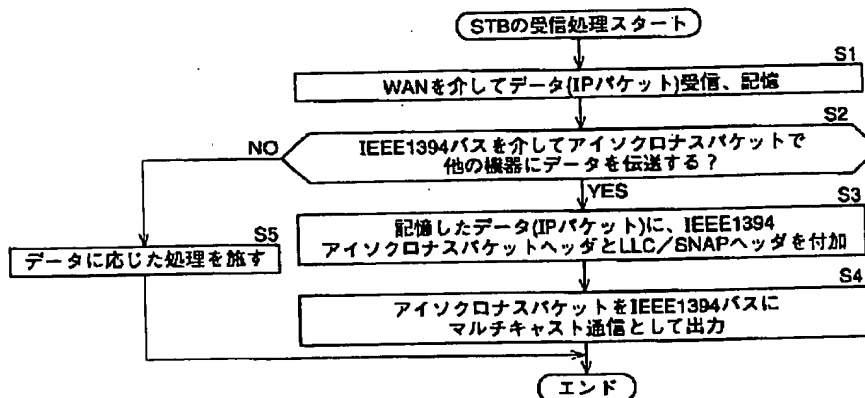 STBの受信処理スタート
S1
WANを介してデータ(IPパケット)受信、記憶
S2
NO
IEEE1394バスを介してアイソクロナスパケットで
他の機器にデータを伝送する?
YES
S3
記憶したデータ(IPパケット)に、IEEE1394
アイソクロナスパケットヘッダとLLC/SNAPヘッダを付加
S5
データに応じた処理を施す
S4
アイソクロナスパケットをIEEE1394バスに
マルチキャスト通信として出力
エンド